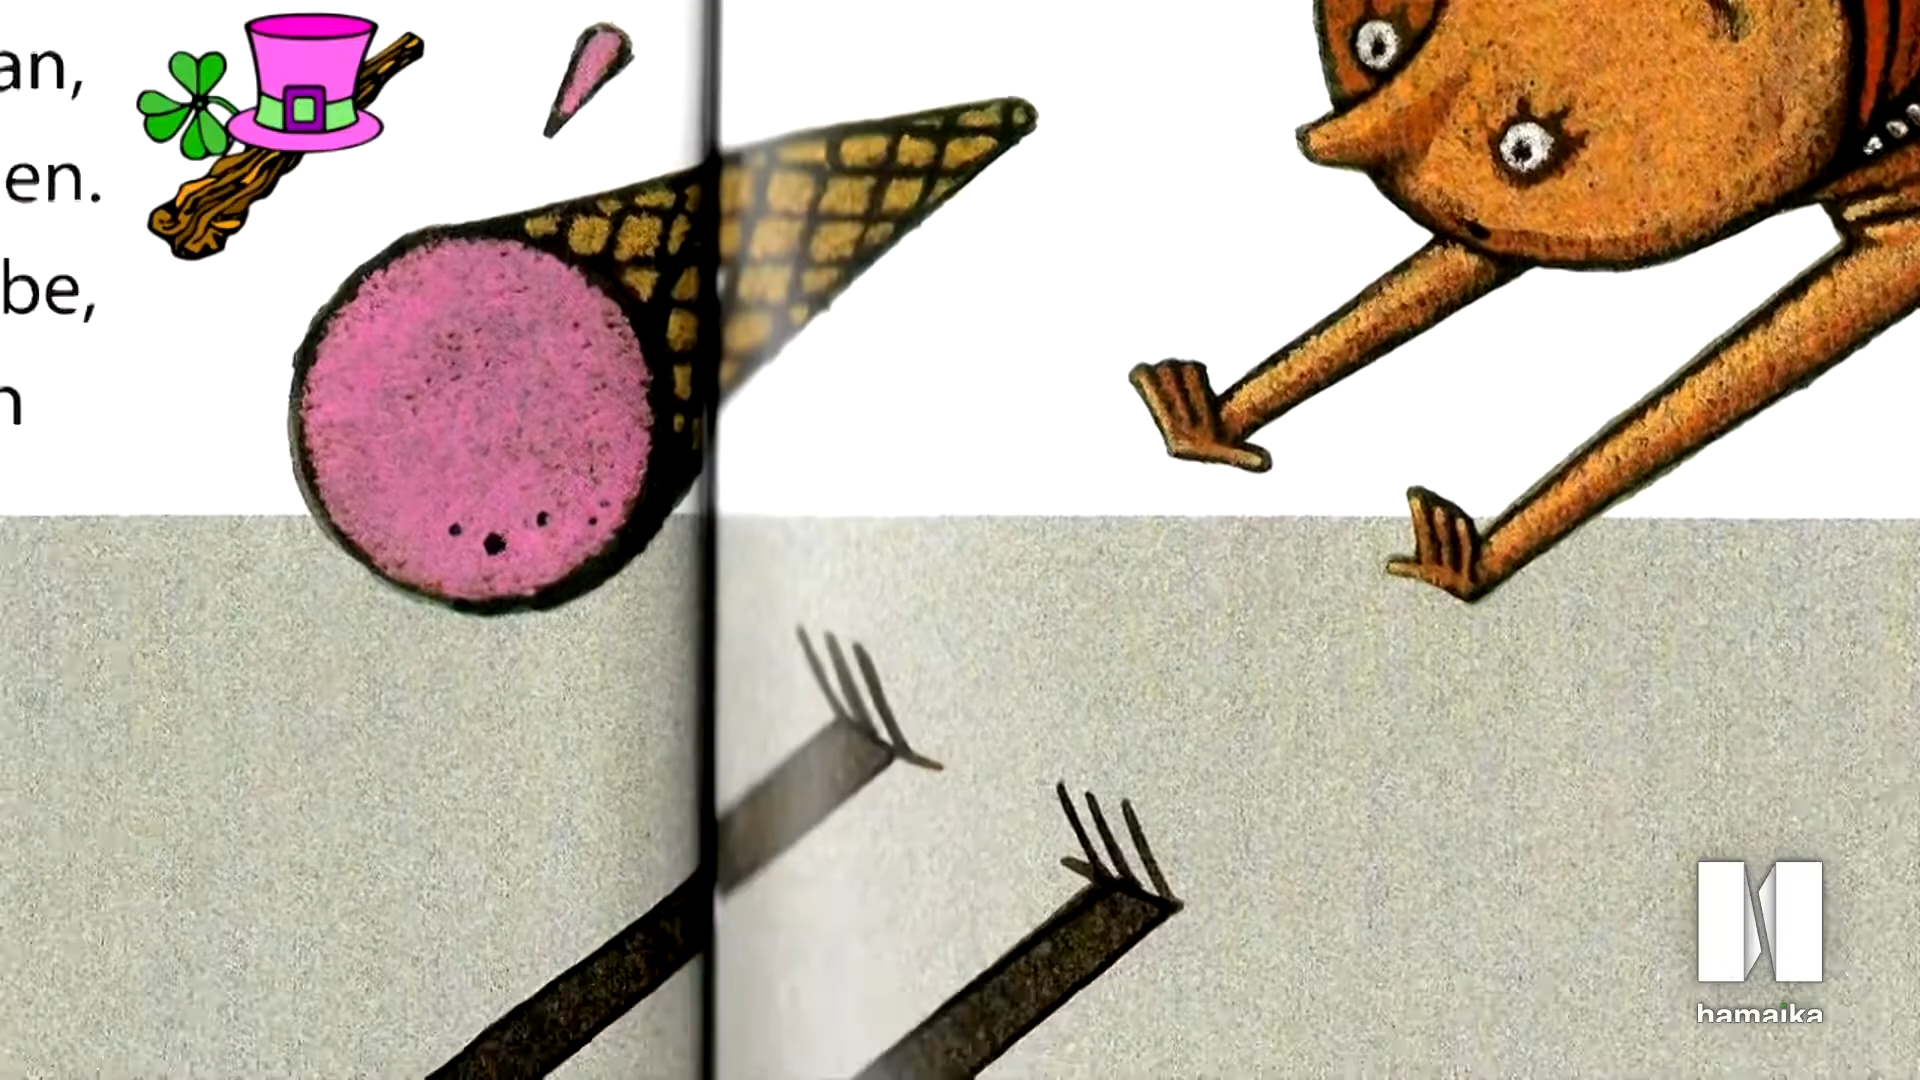 an,
en.
be,
n
hamaika